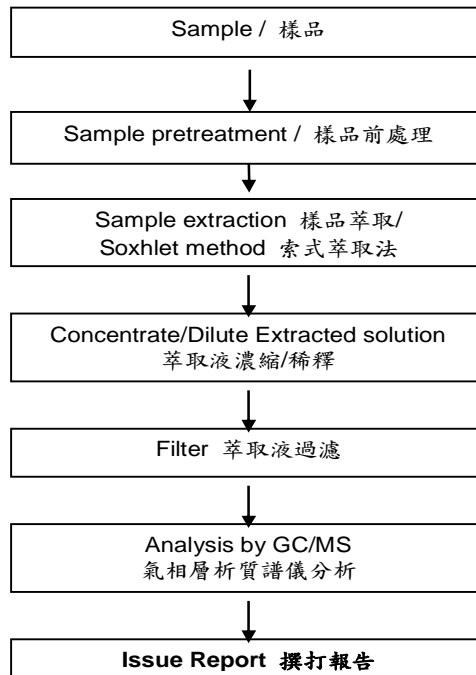 Sample / 樣品
Sample pretreatment / 樣品前處理
Sample extraction 樣品萃取/
Soxhlet method 索式萃取法
Concentrate/Dilute Extracted solution
萃取液濃縮/稀釋
Filter 萃取液過濾
Analysis by GC/MS
氣相層析質譜儀分析
Issue Report 撰打報告